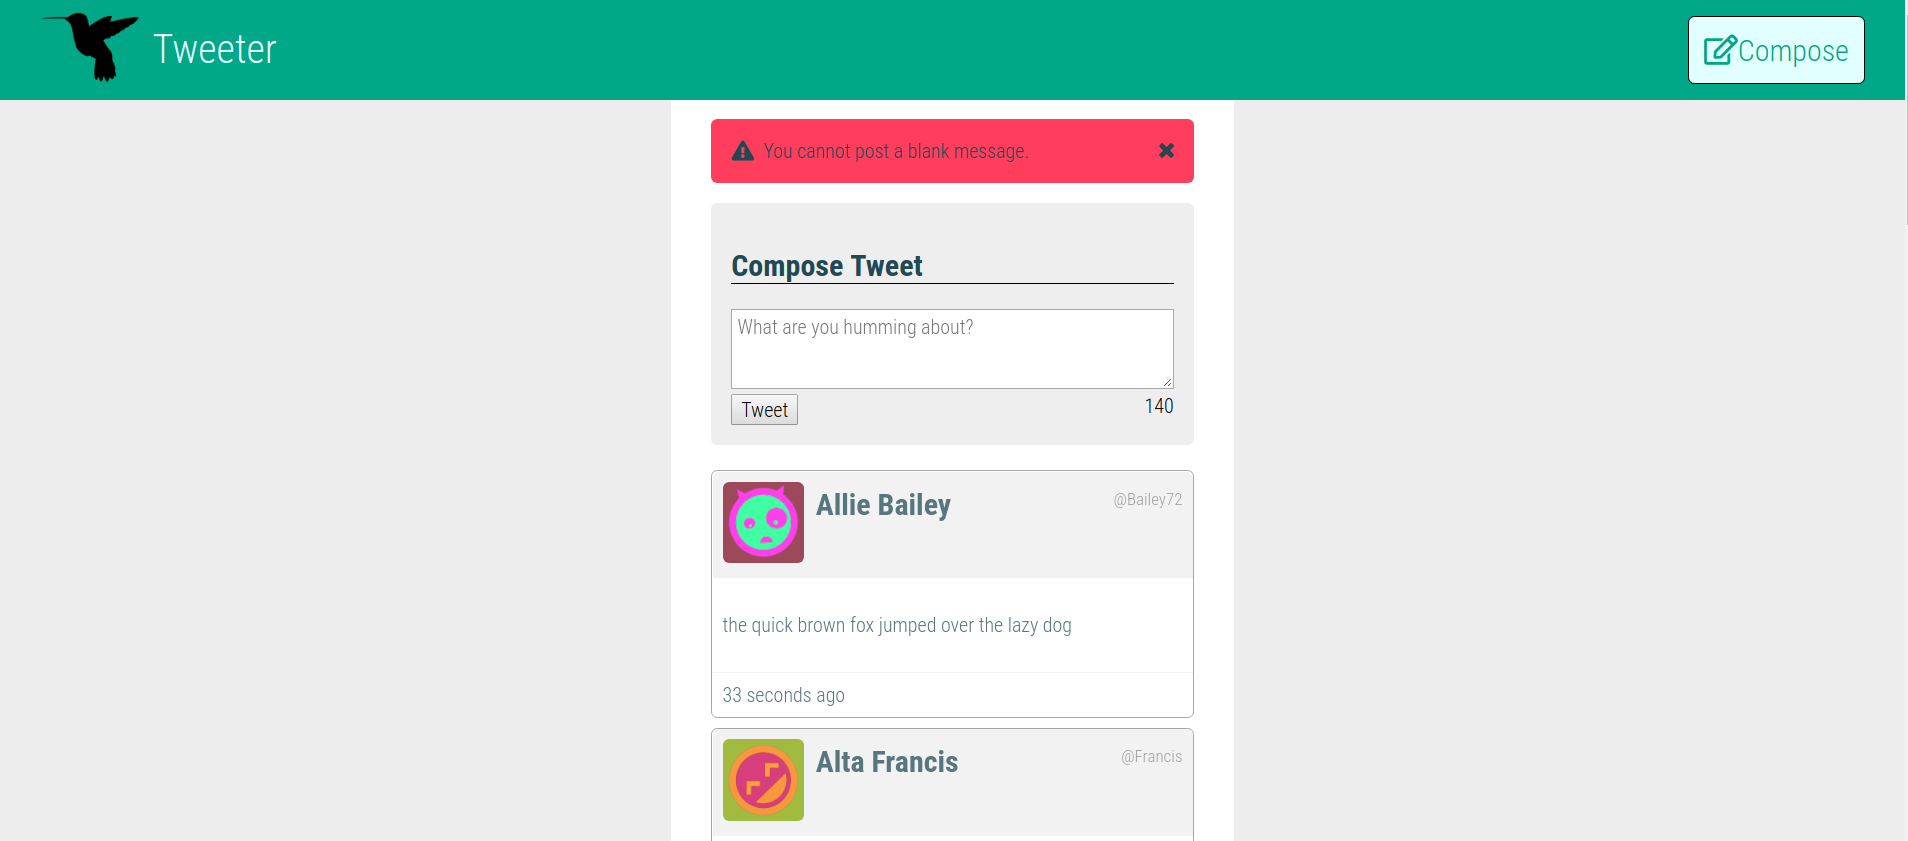 Tweeter
Compose
You cannot post a blank message.
Compose Tweet
What are you humming about?
Tweet
140
Allie Bailey
@Bailey72
the quick brown fox jumped over the lazy dog
33 seconds ago
Alta Francis
@Francis